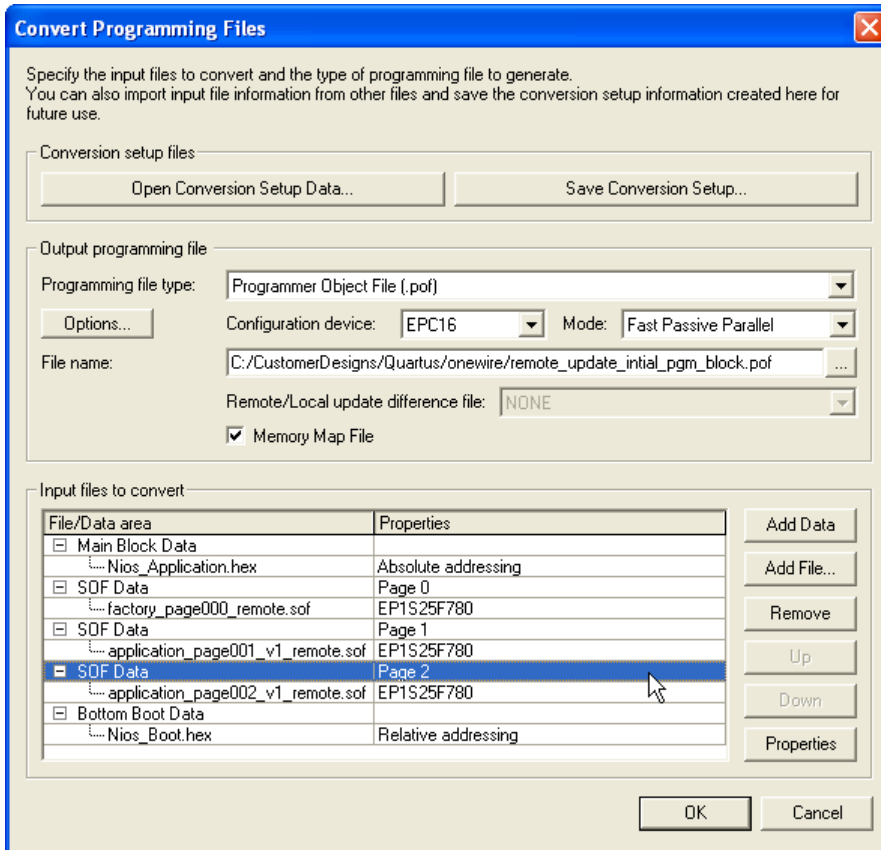 Convert Programming Files
Specify the input files to convert and the type of programming file to generate.
You can also import input file information from other files and save the conversion setup information created here for
future use.
Conversion setup files
Open Conversion Setup Data...
Save Conversion Setup...
Output programming file
Programming file type:
Programmer Object File (.pof)
Options...
Configuration device:
EPC16
Mode:
Fast Passive Parallel
File name:
C:/CustomerDesigns/Quartus/onewire/remote_update_intial_pgm_block.pof
...
Remote/Local update difference file:
NONE
Memory Map File
Input files to convert
File/Data area
Properties
Main Block Data
Nios_Application.hex
Absolute addressing
SOF Data
Page 0
factory_page000_remote.sof
EP1S25F780
SOF Data
Page 1
application_page001_v1_remote.sof
EP1S25F780
SOF Data
Page 2
application_page002_v1_remote.sof
EP1S25F780
Bottom Boot Data
Nios_Boot.hex
Relative addressing
Add Data
Add File...
Remove
Up
Down
Properties
OK
Cancel